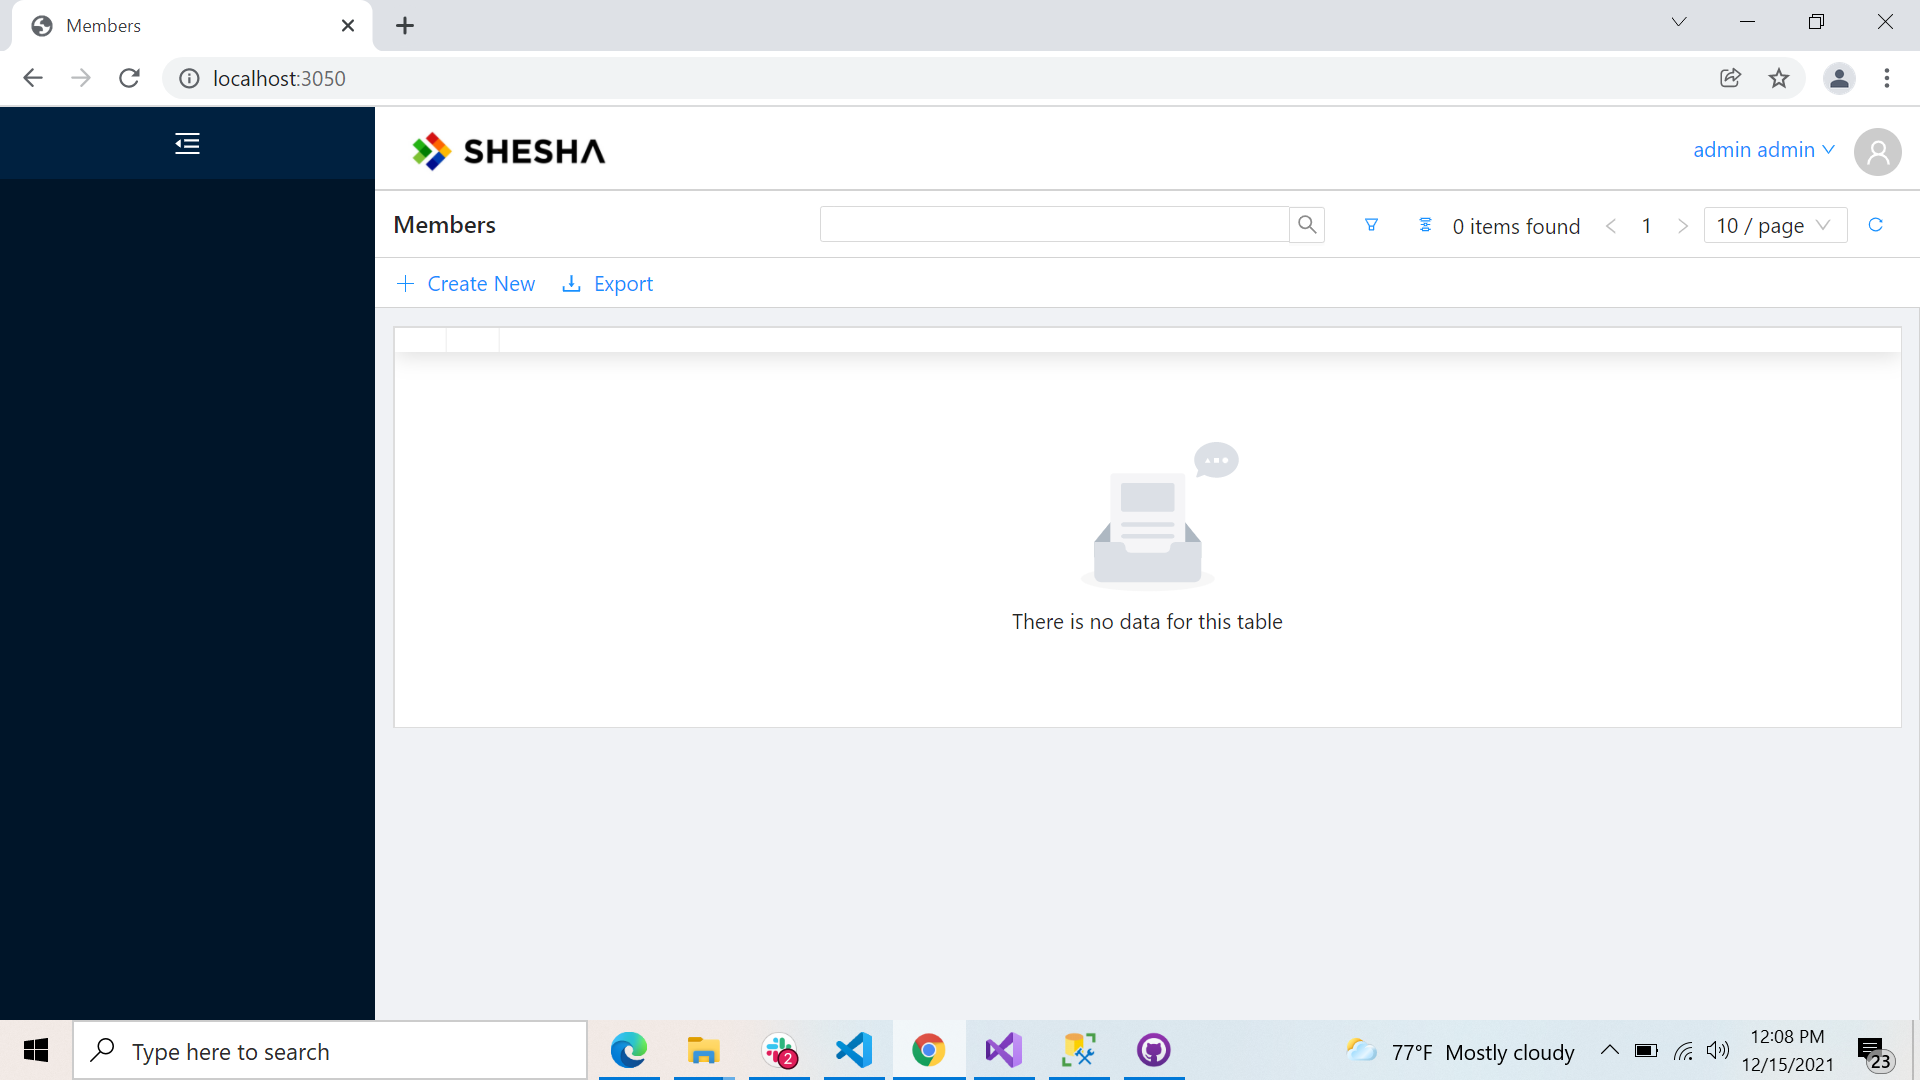 Members
localhost:3050
SHESHA
admin admin
Members
0 items found
1
10 / page
Create New
Export
There is no data for this table
Type here to search
2
77°F Mostly cloudy
12:08 PM
12/15/2021
23